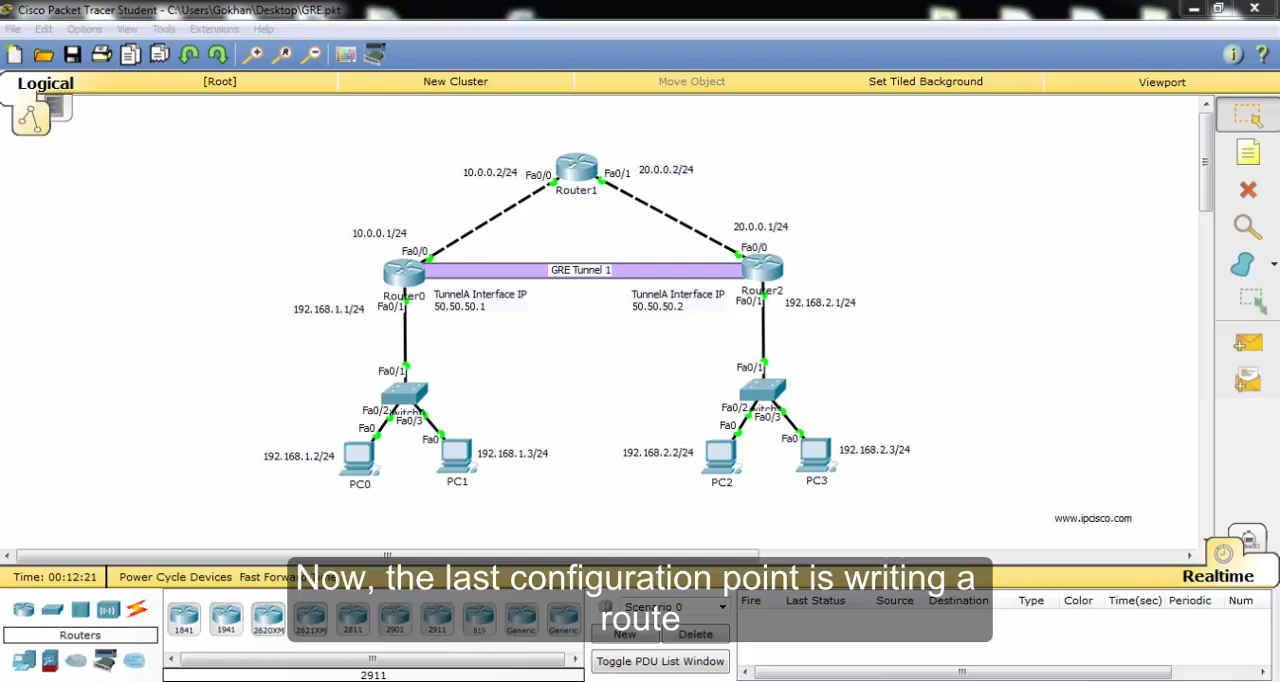 Cisco Packet Tracer Student - C:\Users\Gokhan\Desktop\GRE.pkt
File Edit Options View Tools Extensions Help
Logical [Root] New Cluster Move Object Set Tiled Background Viewport
10.0.0.2/24 Fa0/0 Fa0/1 20.0.0.2/24
Router1
10.0.0.1/24 20.0.0.1/24
Fa0/0 Fa0/0
GRE Tunnel 1
Router0 Router2
TunnelA Interface IP TunnelA Interface IP
50.50.50.1 50.50.50.2
192.168.1.1/24 Fa0/1 Fa0/1 192.168.2.1/24
Fa0/1 Fa0/1
Fa0/2 Fa0/3 Fa0/2 Fa0/3
Fa0 Fa0 Fa0 Fa0
192.168.1.2/24 192.168.1.3/24 192.168.2.2/24 192.168.2.3/24
PC0 PC1 PC2 PC3
www.ipcisco.com
Time: 00:12:21 Power Cycle Devices Fast Forward Realtime
Now, the last configuration point is writing a
route
Scenario 0
Fire Last Status Source Destination Type Color Time(sec) Periodic Num
1841 1941 2620XM 2621XM 2811 2901 2911 819 Generic Generic
Routers
New Delete
Toggle PDU List Window
2911